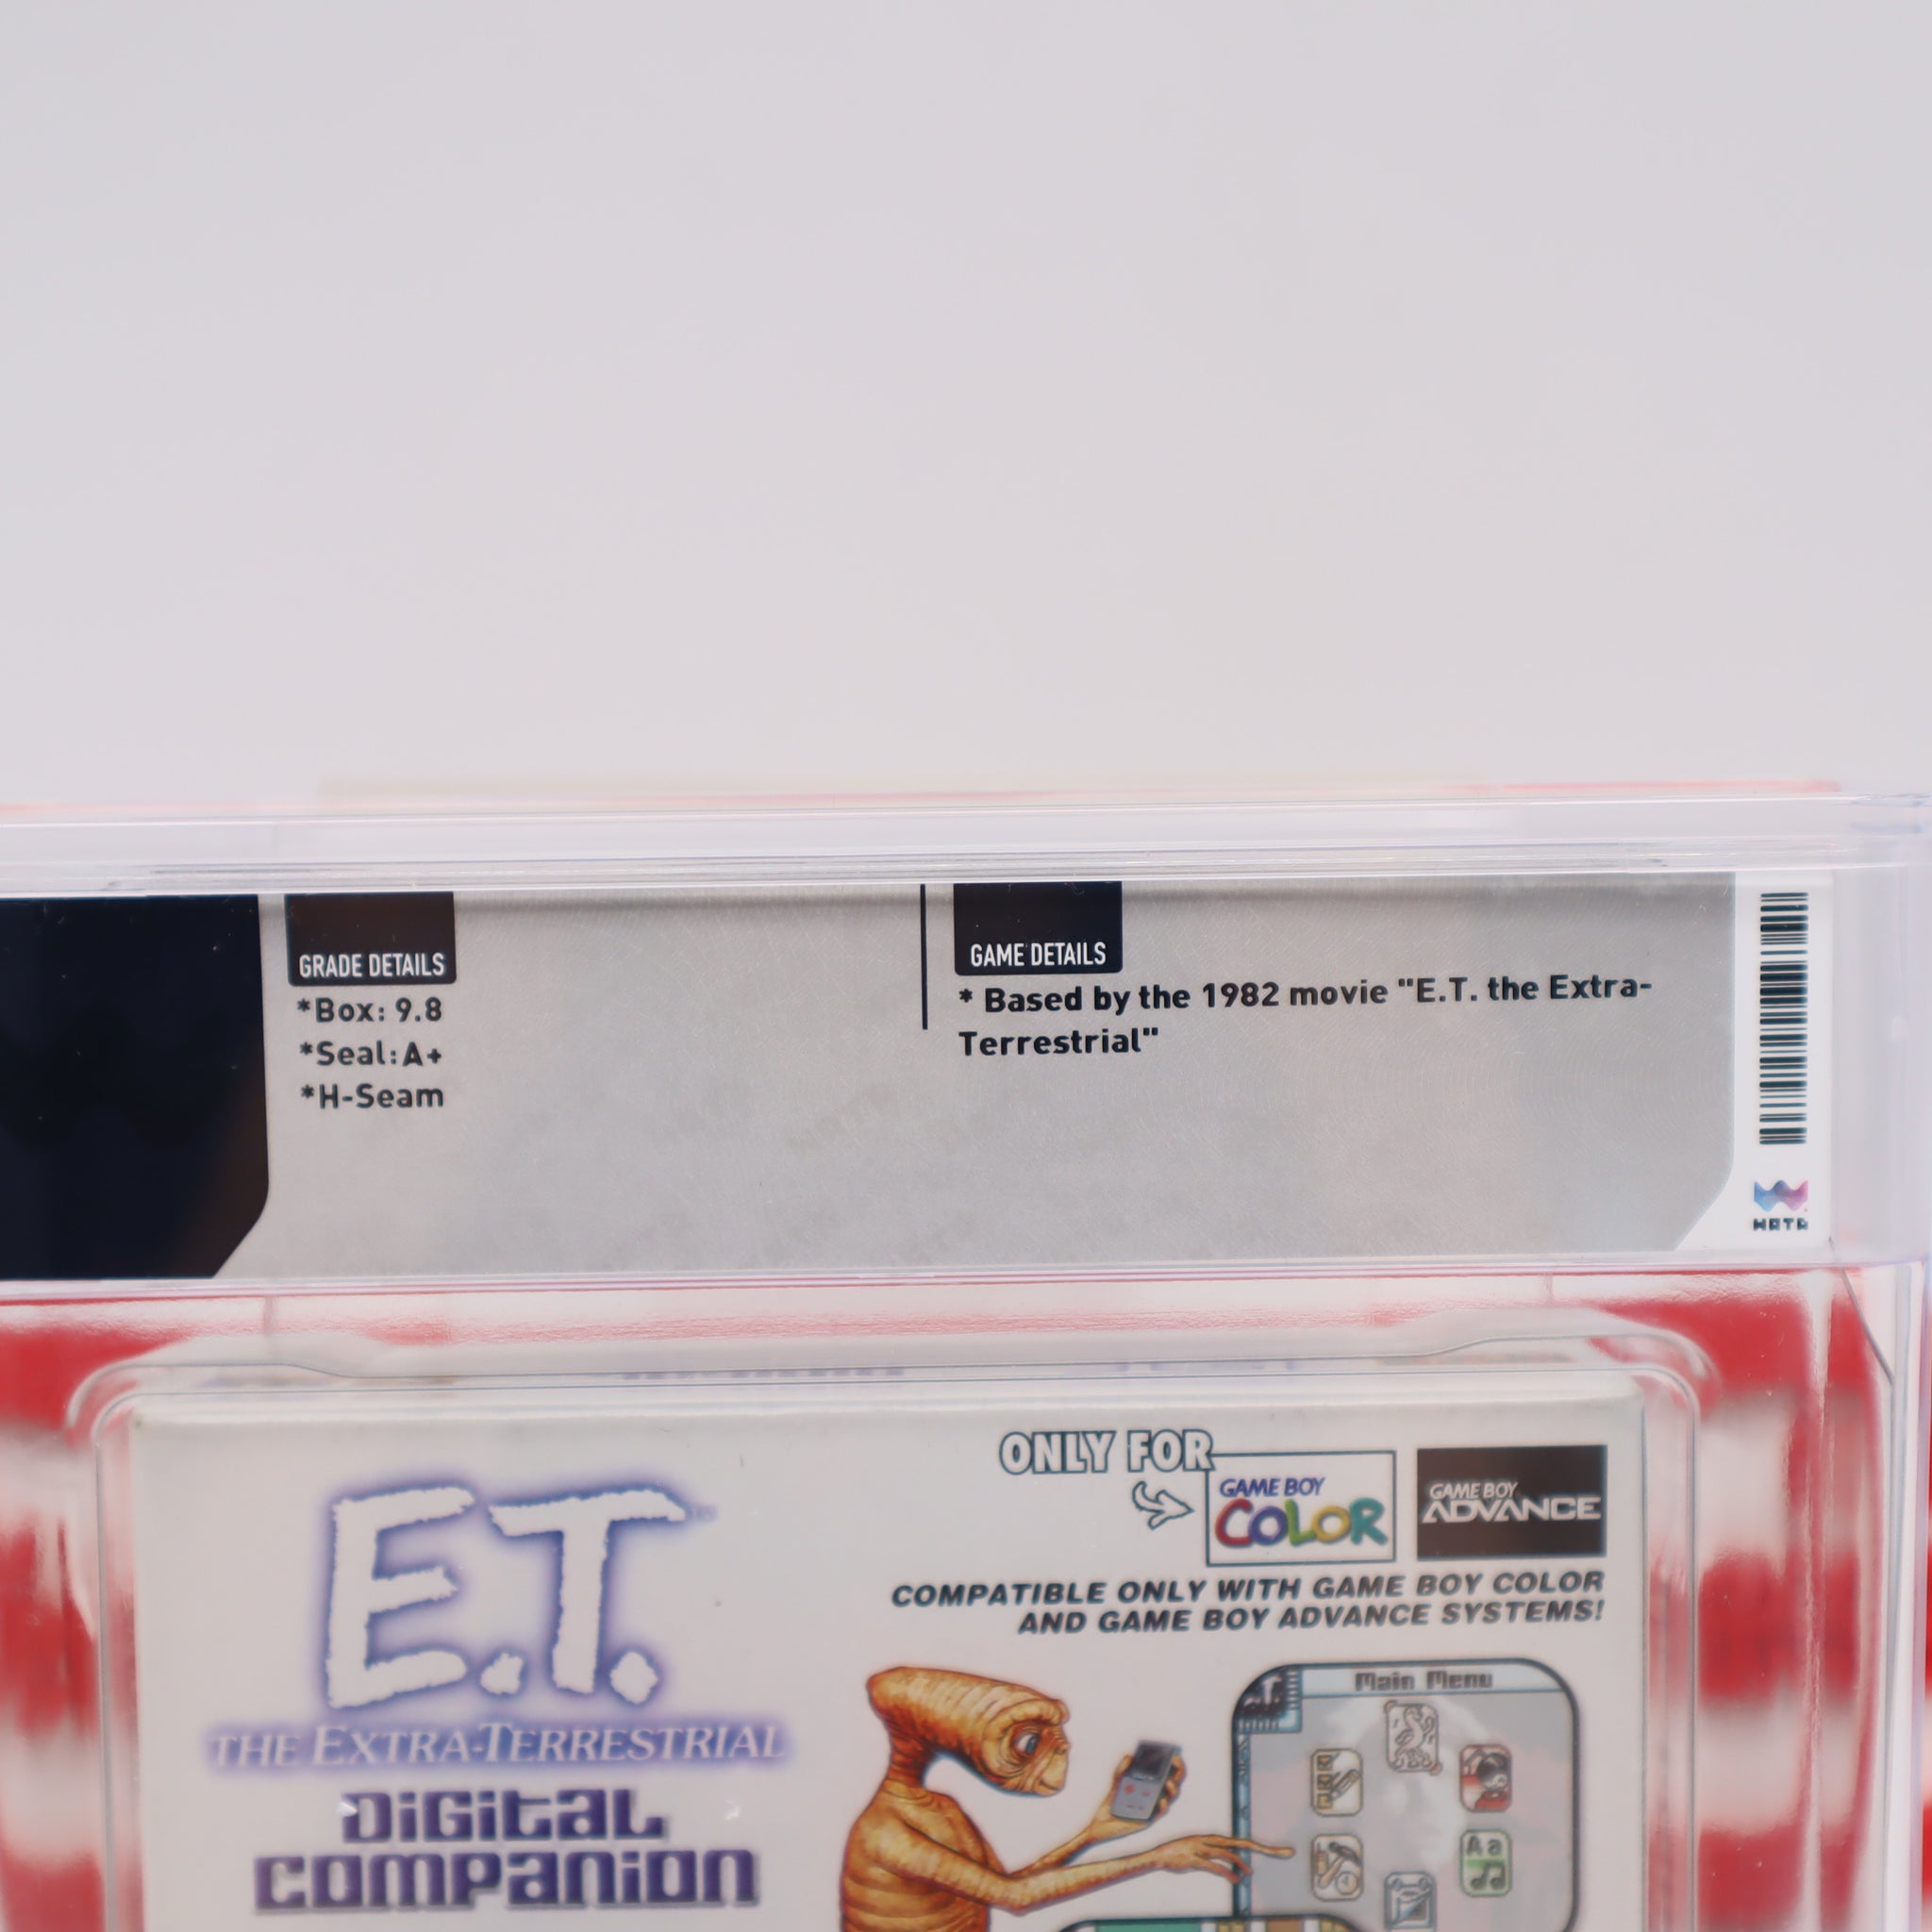 GRADE DETAILS
*Box: 9.8
*Seal:A+
*H-Seam
GAME DETAILS
* Based by the 1982 movie "E.T. the Extra-
Terrestrial"
WATA
E.T.
THE EXTRA-TERRESTRIAL
DiGital
companion
ONLY FOR
GAME BOY
COLOR
GAME BOY
ADVANCE
COMPATIBLE ONLY WITH GAME BOY COLOR
AND GAME BOY ADVANCE SYSTEMS!
Main Menu
Aa